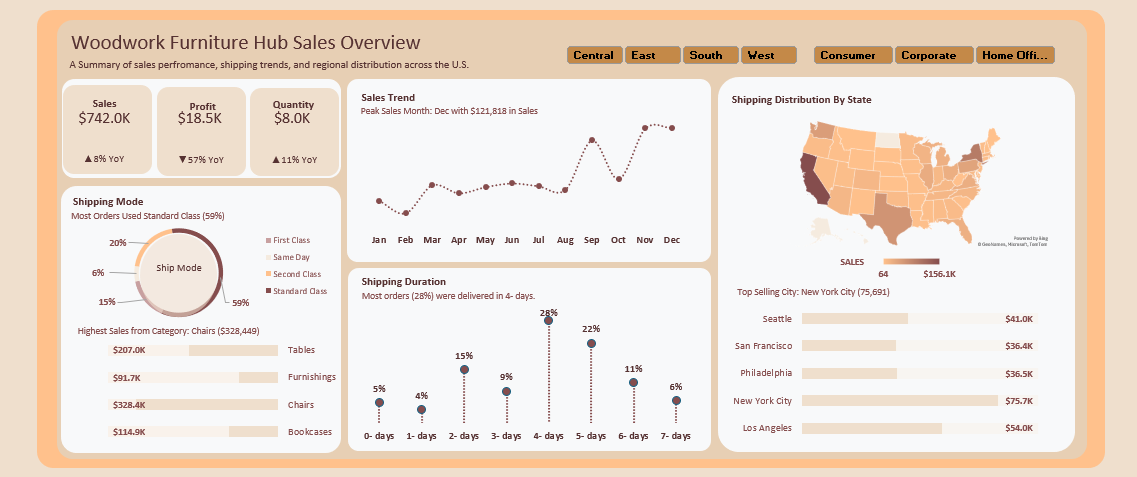 Woodwork Furniture Hub Sales Overview
A Summary of sales perfromance, shipping trends, and regional distribution across the U.S.
Central East South West Consumer Corporate Home Offi...
Sales
$742.0K
▲8% YoY
Profit
$18.5K
▼57% YoY
Quantity
$8.0K
▲11% YoY
Shipping Mode
Most Orders Used Standard Class (59%)
20%
6%
15%
59%
Ship Mode
First Class
Same Day
Second Class
Standard Class
Highest Sales from Category: Chairs ($328,449)
$207.0K Tables
$91.7K Furnishings
$328.4K Chairs
$114.9K Bookcases
Sales Trend
Peak Sales Month: Dec with $121,818 in Sales
Jan Feb Mar Apr May Jun Jul Aug Sep Oct Nov Dec
Shipping Duration
Most orders (28%) were delivered in 4- days.
5% 4% 15% 9% 28% 22% 11% 6%
0- days 1- days 2- days 3- days 4- days 5- days 6- days 7- days
Shipping Distribution By State
Powered by Bing
© GeoNames, Microsoft, TomTom
SALES
64 $156.1K
Top Selling City: New York City (75,691)
Seattle $41.0K
San Francisco $36.4K
Philadelphia $36.5K
New York City $75.7K
Los Angeles $54.0K